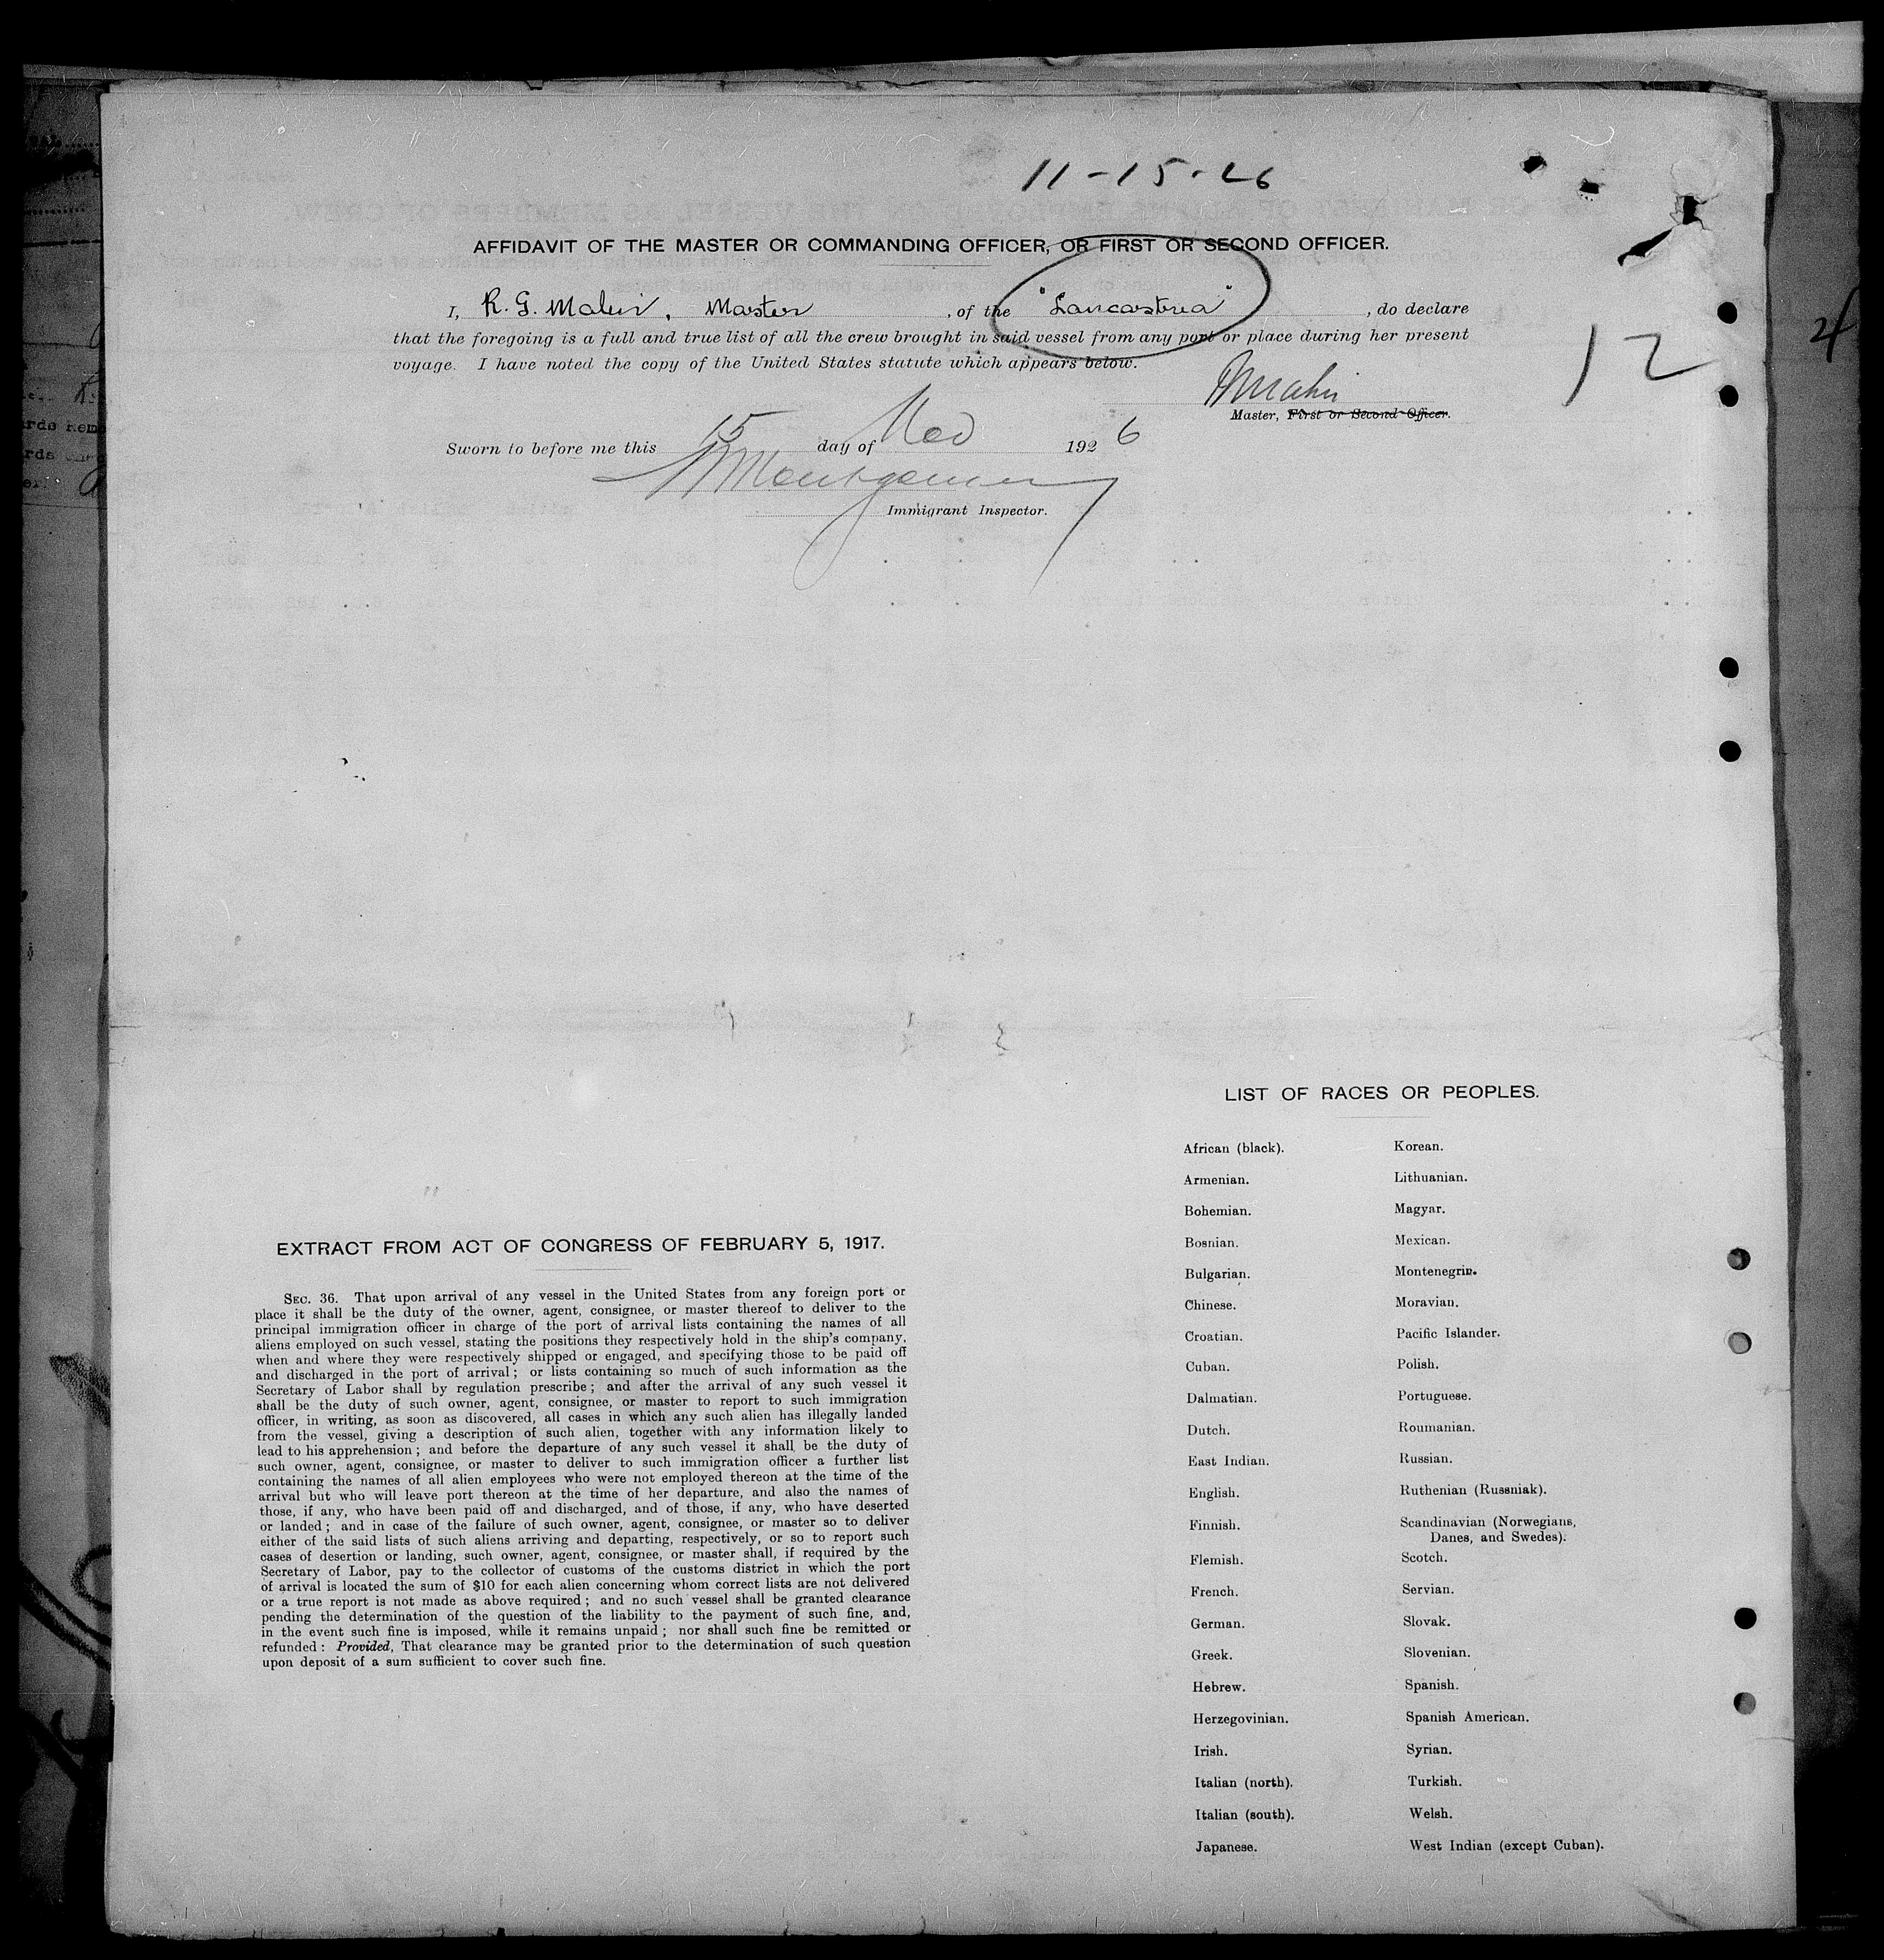 11-15-26
AFFIDAVIT OF THE MASTER OR COMMANDING OFFICER, OR FIRST OR SECOND OFFICER.
I, R. G. Malin, Master, of the "Lancastria", do declare
that the foregoing is a full and true list of all the crew brought in said vessel from any port or place during her present
voyage. I have noted the copy of the United States statute which appears below.
12
4
Master, First or Second Officer.
Sworn to before me this 15 day of Nov 1926
Montgomery
Immigrant Inspector.
LIST OF RACES OR PEOPLES.
African (black).
Armenian.
Bohemian.
Bosnian.
Bulgarian.
Chinese.
Croatian.
Cuban.
Dalmatian.
Dutch.
East Indian.
English.
Finnish.
Flemish.
French.
German.
Greek.
Hebrew.
Herzegovinian.
Irish.
Italian (north).
Italian (south).
Japanese.
Korean.
Lithuanian.
Magyar.
Mexican.
Montenegrin.
Moravian.
Pacific Islander.
Polish.
Portuguese.
Roumanian.
Russian.
Ruthenian (Russniak).
Scandinavian (Norwegians,
Danes, and Swedes).
Scotch.
Servian.
Slovak.
Slovenian.
Spanish.
Spanish American.
Syrian.
Turkish.
Welsh.
West Indian (except Cuban).
EXTRACT FROM ACT OF CONGRESS OF FEBRUARY 5, 1917.
SEC. 36. That upon arrival of any vessel in the United States from any foreign port or
place it shall be the duty of the owner, agent, consignee, or master thereof to deliver to the
principal immigration officer in charge of the port of arrival lists containing the names of all
aliens employed on such vessel, stating the positions they respectively hold in the ship's company,
when and where they were respectively shipped or engaged, and specifying those to be paid off
and discharged in the port of arrival; or lists containing so much of such information as the
Secretary of Labor shall by regulation prescribe; and after the arrival of any such vessel it
shall be the duty of such owner, agent, consignee, or master to report to such immigration
officer, in writing, as soon as discovered, all cases in which any such alien has illegally landed
from the vessel, giving a description of such alien, together with any information likely to
lead to his apprehension; and before the departure of any such vessel it shall be the duty of
such owner, agent, consignee, or master to deliver to such immigration officer a further list
containing the names of all alien employees who were not employed thereon at the time of the
arrival but who will leave port thereon at the time of her departure, and also the names of
those, if any, who have been paid off and discharged, and of those, if any, who have deserted
or landed; and in case of the failure of such owner, agent, consignee, or master so to deliver
either of the said lists of such aliens arriving and departing, respectively, or so to report such
cases of desertion or landing, such owner, agent, consignee, or master shall, if required by the
Secretary of Labor, pay to the collector of customs of the customs district in which the port
of arrival is located the sum of $10 for each alien concerning whom correct lists are not delivered
or a true report is not made as above required; and no such vessel shall be granted clearance
pending the determination of the question of the liability to the payment of such fine, and,
in the event such fine is imposed, while it remains unpaid; nor shall such fine be remitted or
refunded: Provided, That clearance may be granted prior to the determination of such question
upon deposit of a sum sufficient to cover such fine.